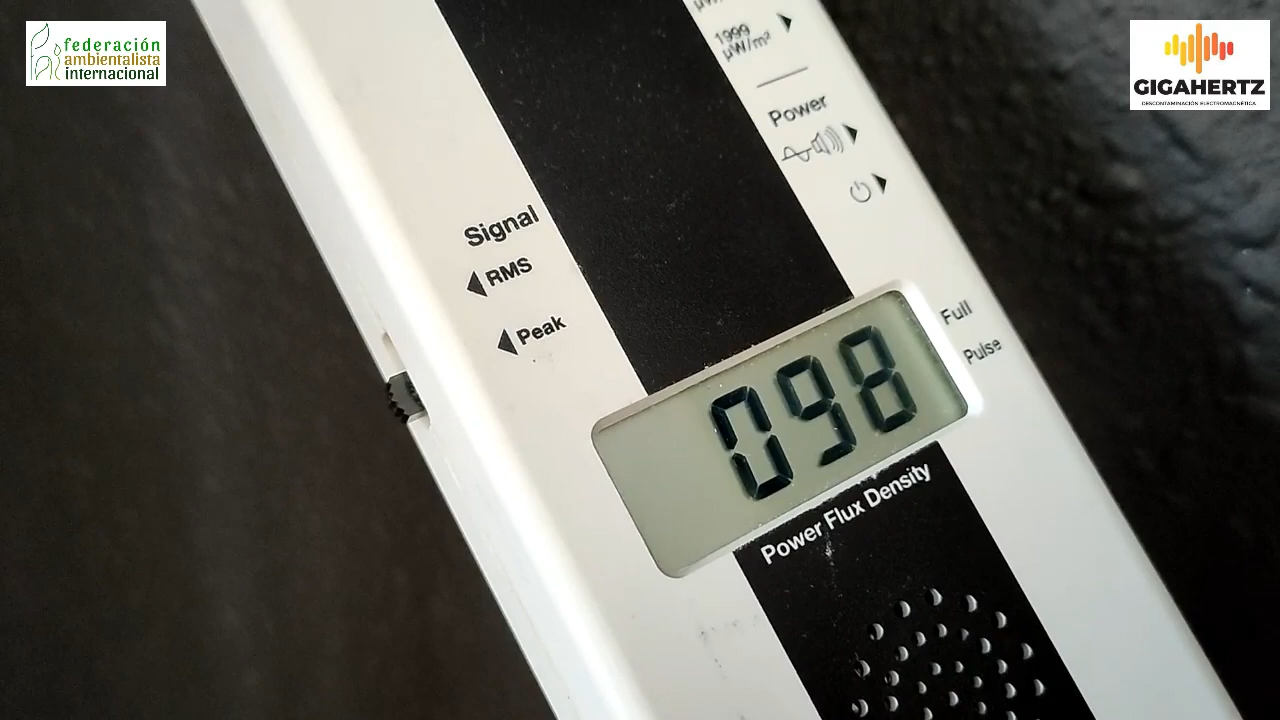 federación
ambientalista
internacional
GIGAHERTZ
DESCONTAMINACIÓN ELECTROMAGNÉTICA
1999
µW/m²
Power
Signal
RMS
Peak
Full
Pulse
098
Power Flux Density